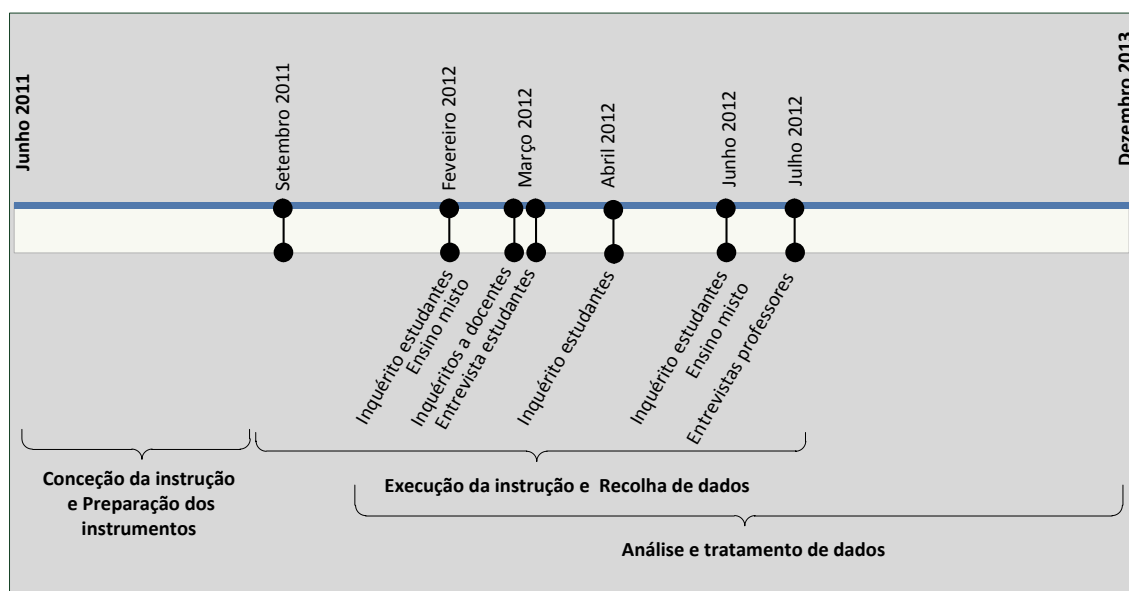 Junho 2011
Setembro 2011
Fevereiro 2012
Março 2012
Abril 2012
Junho 2012
Julho 2012
Dezembro 2013
Inquérito estudantes
Ensino misto
Inquéritos a docentes
Entrevista estudantes
Inquérito estudantes
Inquérito estudantes
Ensino misto
Entrevistas professores
Conceção da instrução
e Preparação dos
instrumentos
Execução da instrução e Recolha de dados
Análise e tratamento de dados